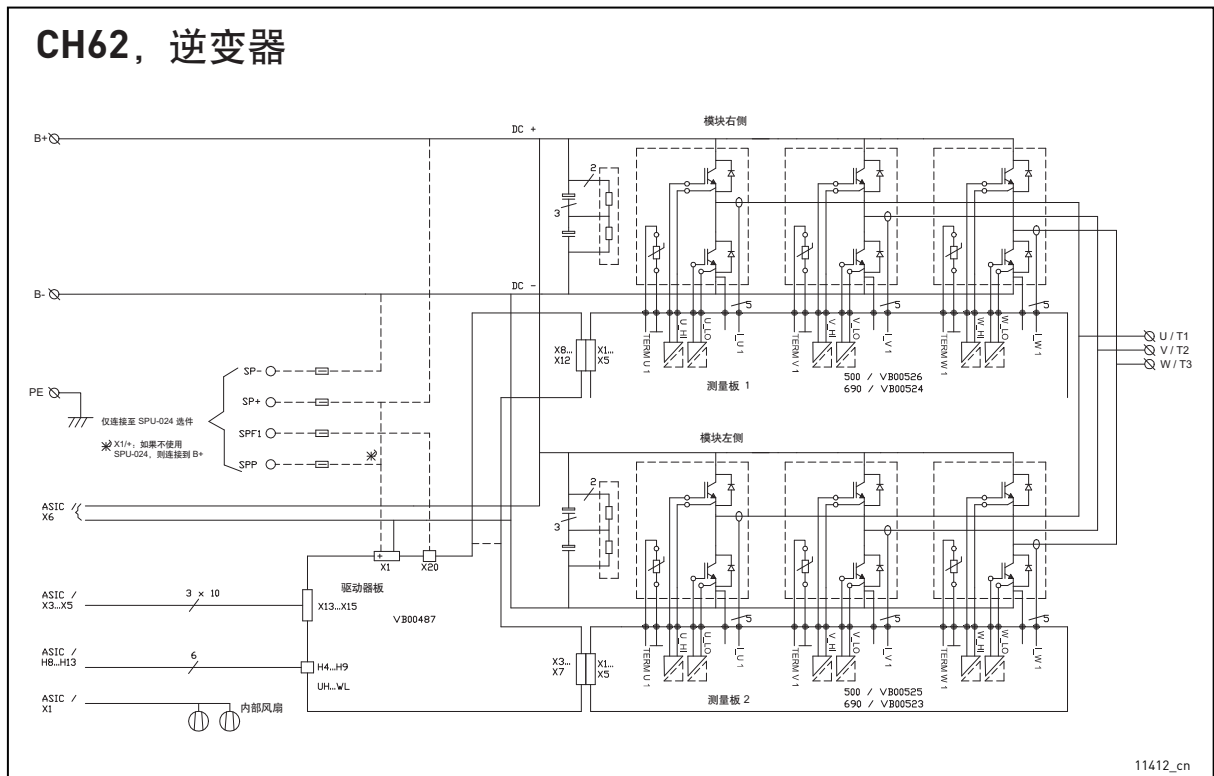 CH62，逆变器
模块右侧
B+
DC +
2
3
B-
DC -
5
5
5
TERM U 1
U_HI
U_LO
I_U 1
TERM V 1
V_HI
V_LO
I_V 1
TERM W 1
W_HI
W_LO
I_W 1
U / T1
V / T2
W / T3
X8...
X12
X1...
X5
测量板 1
500 / VB00526
690 / VB00524
PE
SP-
SP+
SPF1
SPP
仅连接至 SPU-024 选件
X1/+：如果不使用
SPU-024，则连接到 B+
模块左侧
2
3
ASIC /
X6
+
X1
X20
驱动器板
VB00487
ASIC /
X3...X5
3 x 10
X13...X15
ASIC /
H8...H13
6
H4...H9
UH...WL
ASIC /
X1
内部风扇
5
5
5
TERM U 1
U_HI
U_LO
I_U 1
TERM V 1
V_HI
V_LO
I_V 1
TERM W 1
W_HI
W_LO
I_W 1
X3...
X7
X1...
X5
测量板 2
500 / VB00525
690 / VB00523
11412_cn